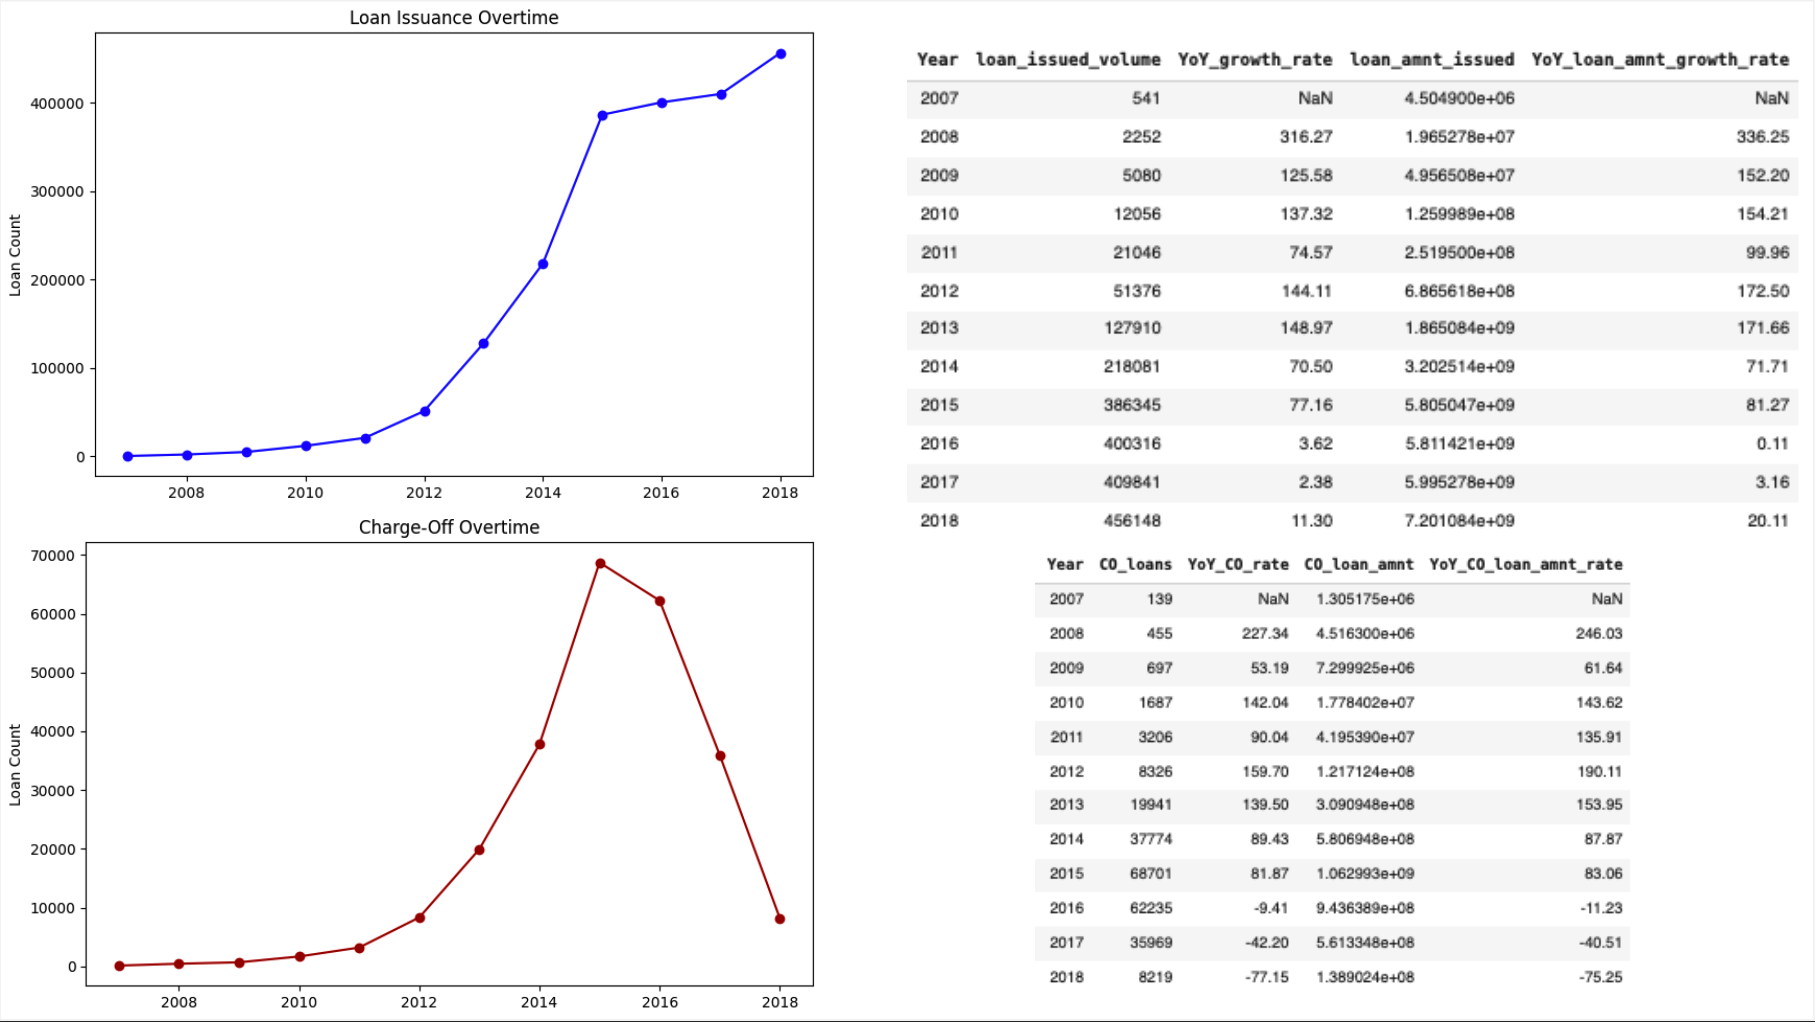 Loan Issuance Overtime
Loan Count
400000
300000
200000
100000
0
2008 2010 2012 2014 2016 2018
Year loan_issued_volume YoY_growth_rate loan_amnt_issued YoY_loan_amnt_growth_rate
2007 541 NaN 4.504900e+06 NaN
2008 2252 316.27 1.965278e+07 336.25
2009 5080 125.58 4.956508e+07 152.20
2010 12056 137.32 1.259989e+08 154.21
2011 21046 74.57 2.519500e+08 99.96
2012 51376 144.11 6.865618e+08 172.50
2013 127910 148.97 1.865084e+09 171.66
2014 218081 70.50 3.202514e+09 71.71
2015 386345 77.16 5.805047e+09 81.27
2016 400316 3.62 5.811421e+09 0.11
2017 409841 2.38 5.995278e+09 3.16
2018 456148 11.30 7.201084e+09 20.11
Charge-Off Overtime
Loan Count
70000
60000
50000
40000
30000
20000
10000
0
2008 2010 2012 2014 2016 2018
Year CO_loans YoY_CO_rate CO_loan_amnt YoY_CO_loan_amnt_rate
2007 139 NaN 1.305175e+06 NaN
2008 455 227.34 4.516300e+06 246.03
2009 697 53.19 7.299925e+06 61.64
2010 1687 142.04 1.778402e+07 143.62
2011 3206 90.04 4.195390e+07 135.91
2012 8326 159.70 1.217124e+08 190.11
2013 19941 139.50 3.090948e+08 153.95
2014 37774 89.43 5.806948e+08 87.87
2015 68701 81.87 1.062993e+09 83.06
2016 62235 -9.41 9.436389e+08 -11.23
2017 35969 -42.20 5.613348e+08 -40.51
2018 8219 -77.15 1.389024e+08 -75.25